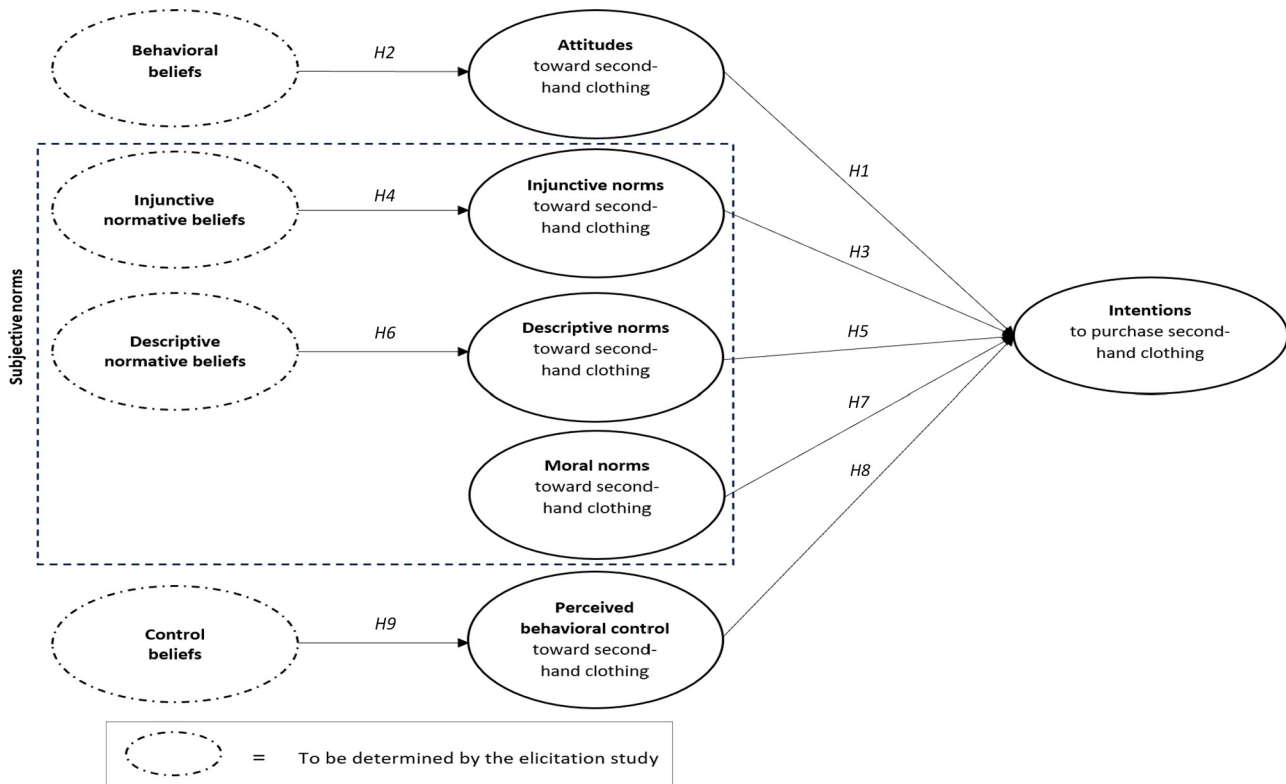 Behavioral
beliefs
H2
Attitudes
toward second-
hand clothing
H1
Subjective norms
Injunctive
normative beliefs
H4
Injunctive norms
toward second-
hand clothing
H3
Descriptive
normative beliefs
H6
Descriptive norms
toward second-
hand clothing
H5
Intentions
to purchase second-
hand clothing
Moral norms
toward second-
hand clothing
H7
H8
Control
beliefs
H9
Perceived
behavioral control
toward second-
hand clothing
= To be determined by the elicitation study